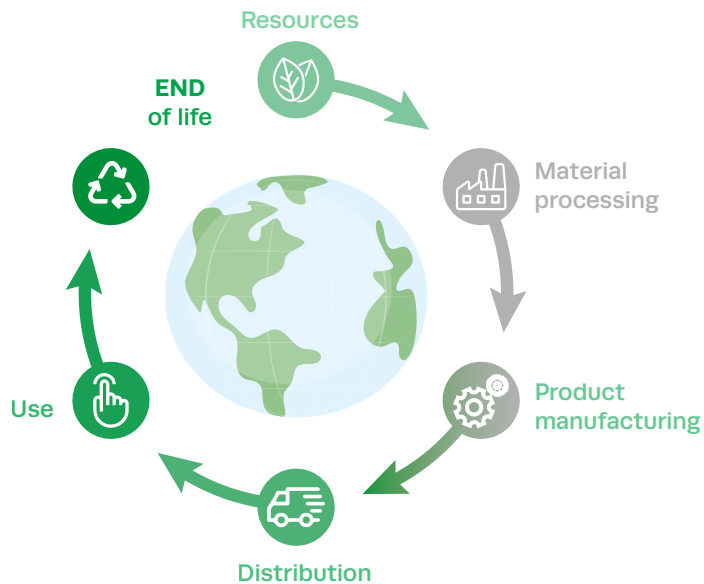 Resources
END
of life
Material
processing
Product
manufacturing
Use
Distribution